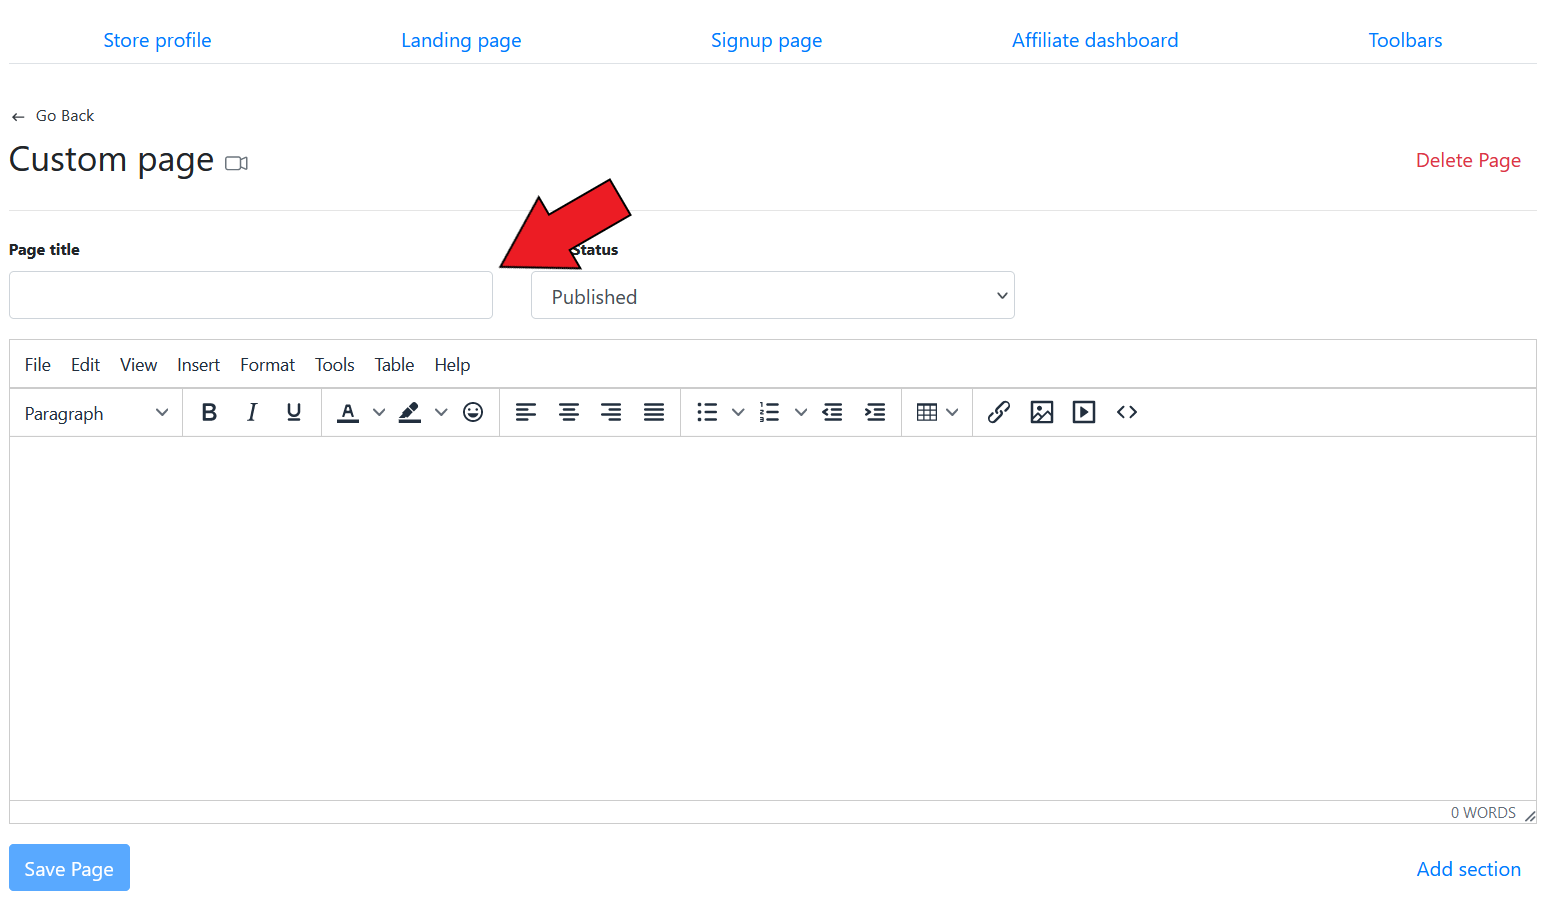 Store profile Landing page Signup page Affiliate dashboard Toolbars
Go Back
Custom page
Delete Page
Page title Status
Published
File Edit View Insert Format Tools Table Help
Paragraph B I U A
0 WORDS
Save Page Add section